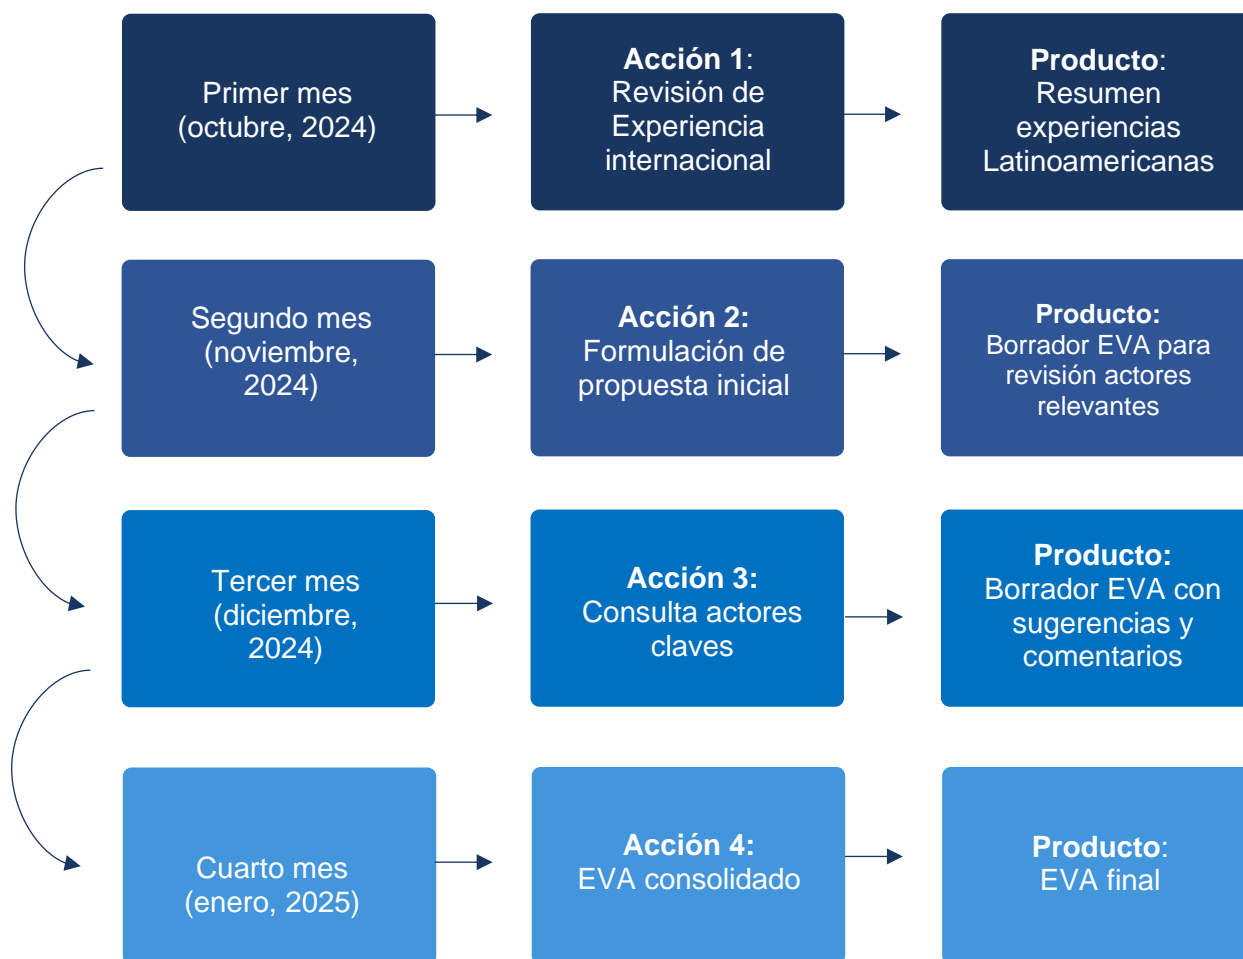 Primer mes
(octubre, 2024)
Acción 1:
Revisión de
Experiencia
internacional
Producto:
Resumen
experiencias
Latinoamericanas
Segundo mes
(noviembre,
2024)
Acción 2:
Formulación de
propuesta inicial
Producto:
Borrador EVA para
revisión actores
relevantes
Tercer mes
(diciembre,
2024)
Acción 3:
Consulta actores
claves
Producto:
Borrador EVA con
sugerencias y
comentarios
Cuarto mes
(enero, 2025)
Acción 4:
EVA consolidado
Producto:
EVA final